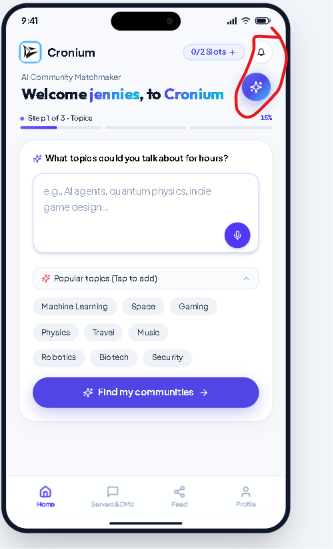 9:41
Cronium
0/2 Slots +
AI Community Matchmaker
Welcome jennies, to Cronium
Step 1 of 3 · Topics
15%
What topics could you talk about for hours?
e.g., AI agents, quantum physics, indie
game design...
Popular topics (Tap to add)
Machine Learning
Space
Gaming
Physics
Travel
Music
Robotics
Biotech
Security
Find my communities →
Home
Servers & DMs
Feed
Profile